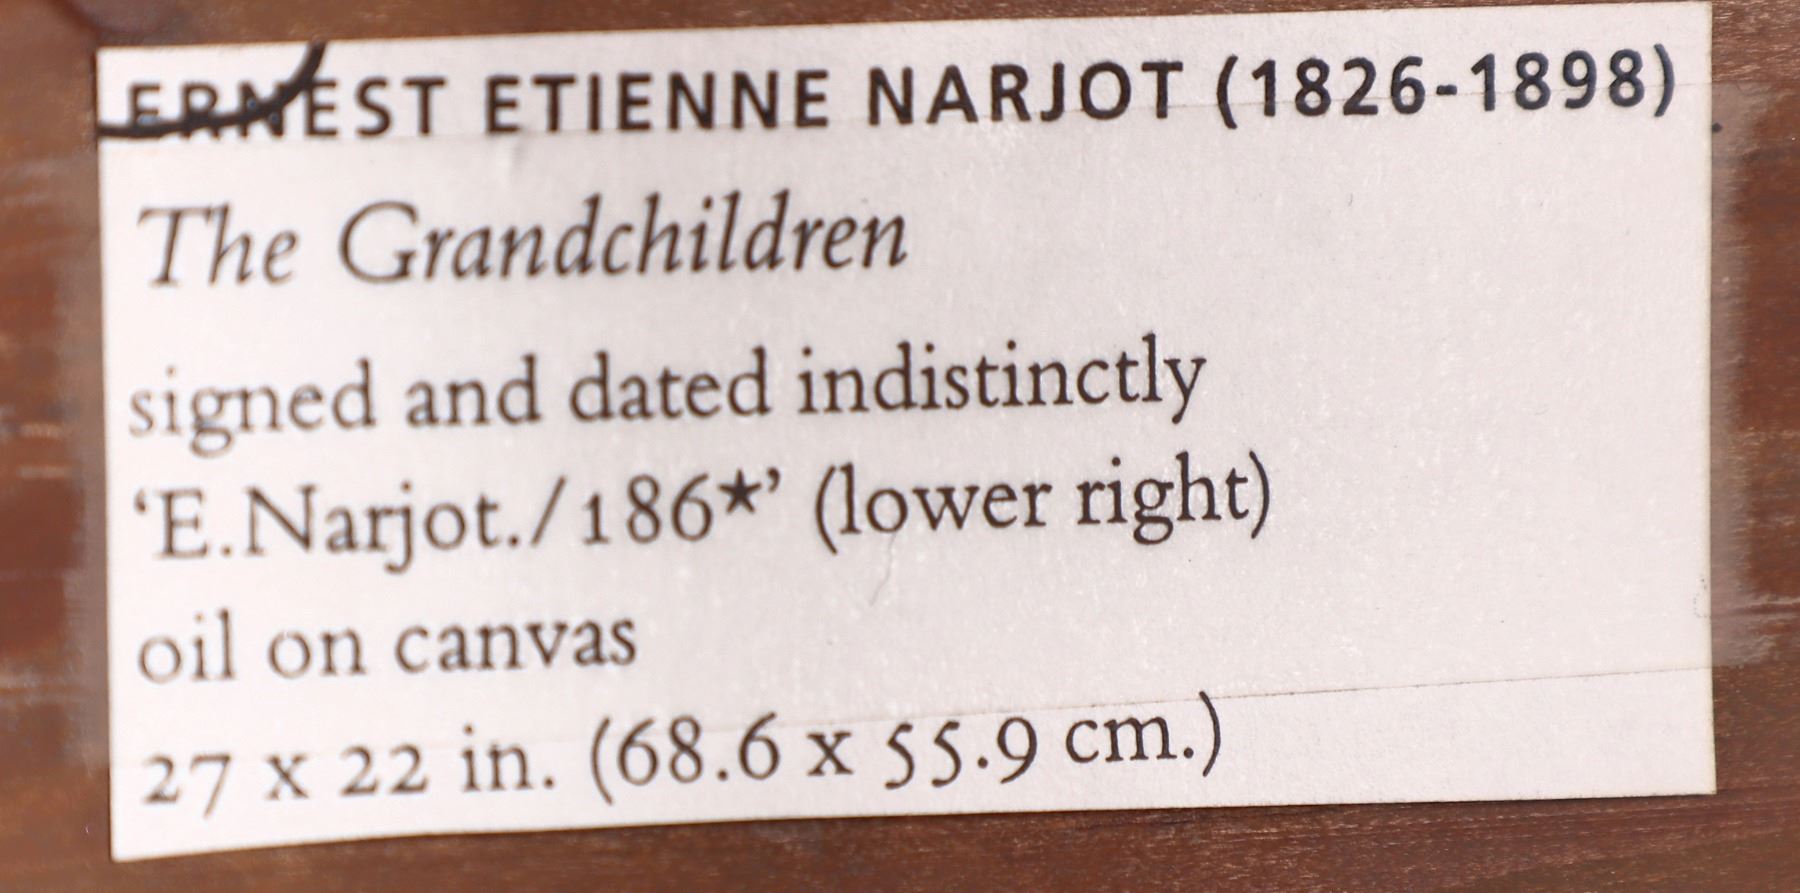 ERNEST ETIENNE NARJOT (1826-1898)
The Grandchildren
signed and dated indistinctly
‘E.Narjot./186★’ (lower right)
oil on canvas
27 x 22 in. (68.6 x 55.9 cm.)